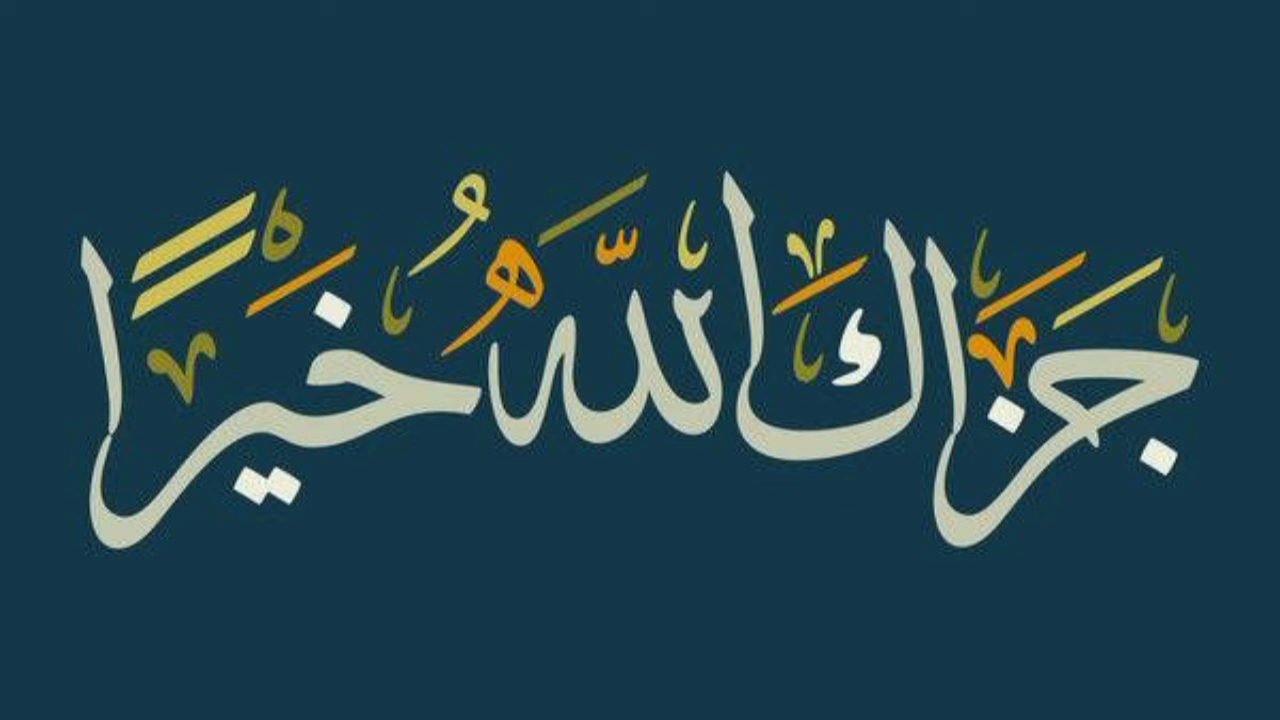 جَزَاكَ اللَّهُ خَيْرًا